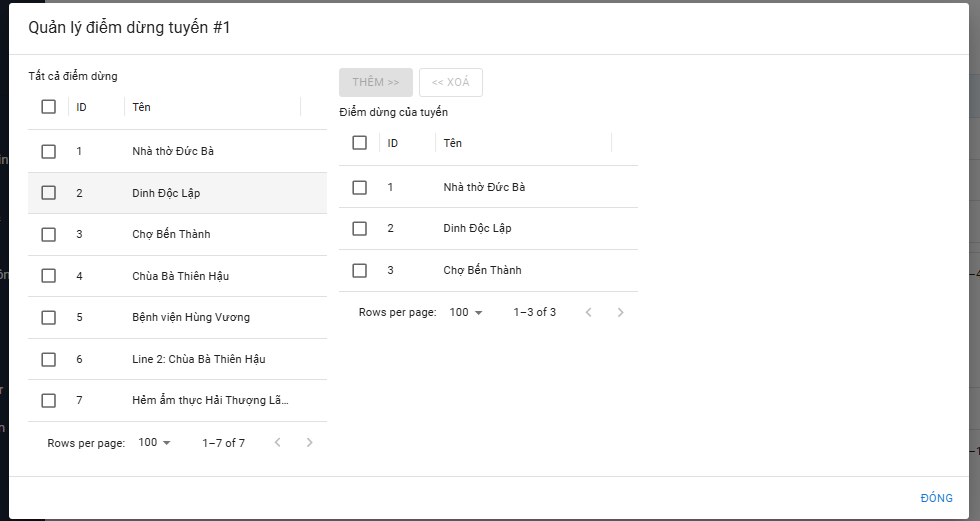 Quản lý điểm dừng tuyến #1
Tất cả điểm dừng
ID Tên
1 Nhà thờ Đức Bà
2 Dinh Độc Lập
3 Chợ Bến Thành
4 Chùa Bà Thiên Hậu
5 Bệnh viện Hùng Vương
6 Line 2: Chùa Bà Thiên Hậu
7 Hẻm ẩm thực Hải Thượng Lã...
Rows per page: 100 1–7 of 7
THÊM >> << XOÁ
Điểm dừng của tuyến
ID Tên
1 Nhà thờ Đức Bà
2 Dinh Độc Lập
3 Chợ Bến Thành
Rows per page: 100 1–3 of 3
ĐÓNG